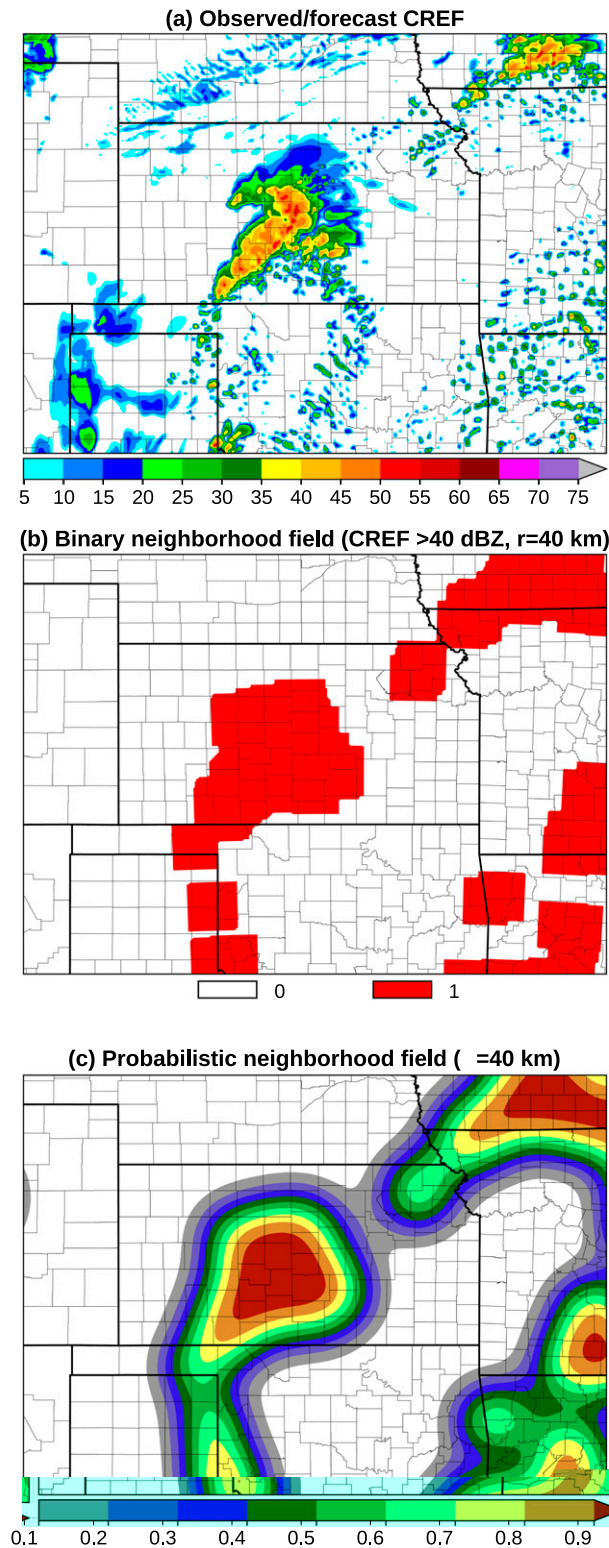 (a) Observed/forecast CREF
5 10 15 20 25 30 35 40 45 50 55 60 65 70 75
(b) Binary neighborhood field (CREF >40 dBZ, r=40 km)
0 1
(c) Probabilistic neighborhood field ( =40 km)
0.1 0.2 0.3 0.4 0.5 0.6 0.7 0.8 0.9